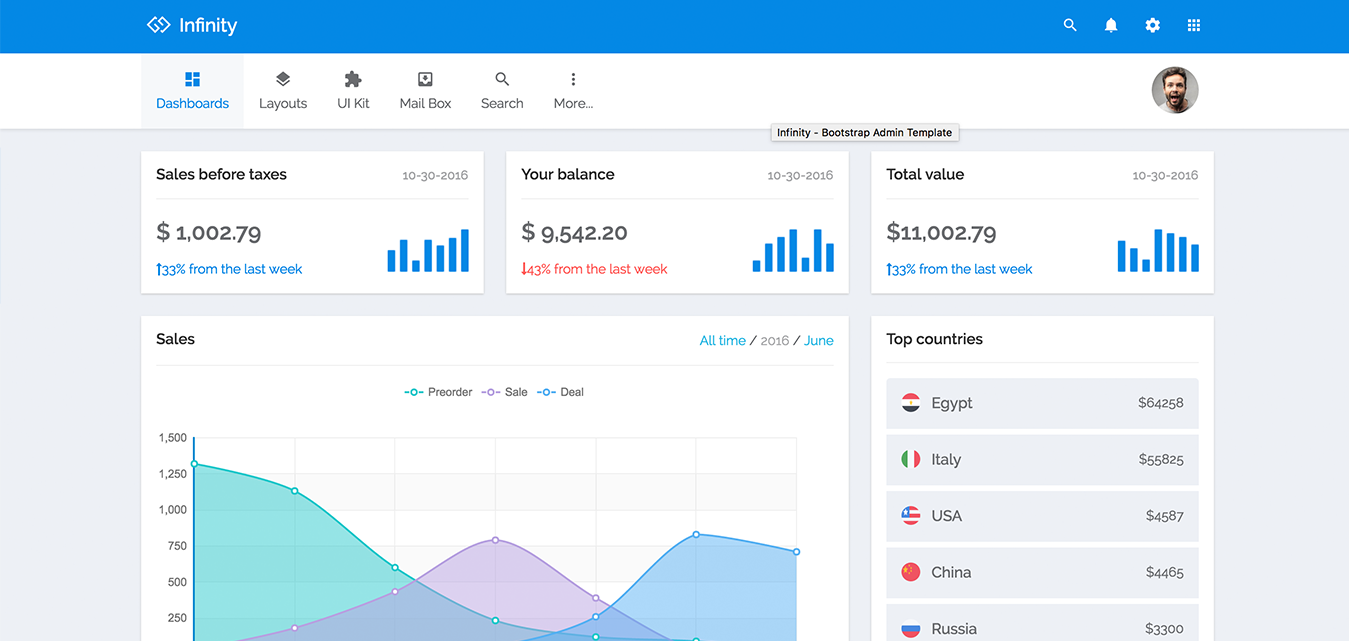 Infinity
Dashboards
Layouts
UI Kit
Mail Box
Search
More...
Infinity - Bootstrap Admin Template
Sales before taxes 10-30-2016
$ 1,002.79
↑33% from the last week
Your balance 10-30-2016
$ 9,542.20
↓43% from the last week
Total value 10-30-2016
$11,002.79
↑33% from the last week
Sales All time / 2016 / June
Preorder Sale Deal
1,500
1,250
1,000
750
500
250
Top countries
Egypt $64258
Italy $55825
USA $4587
China $4465
Russia $3300